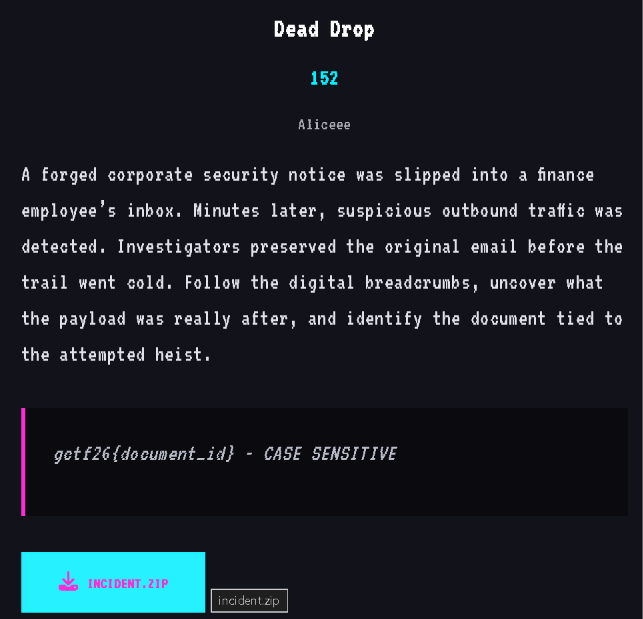 Dead Drop
152
Aliceee
A forged corporate security notice was slipped into a finance
employee's inbox. Minutes later, suspicious outbound traffic was
detected. Investigators preserved the original email before the
trail went cold. Follow the digital breadcrumbs, uncover what
the payload was really after, and identify the document tied to
the attempted heist.
gctf26{document_id} - CASE SENSITIVE
INCIDENT.ZIP
incident.zip